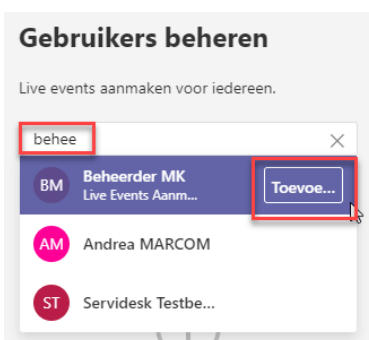 Gebruikers beheren
Live events aanmaken voor iedereen.
behee
BM
Beheerder MK
Live Events Aanm...
Toevoe...
AM
Andrea MARCOM
ST
Servidesk Testbe...